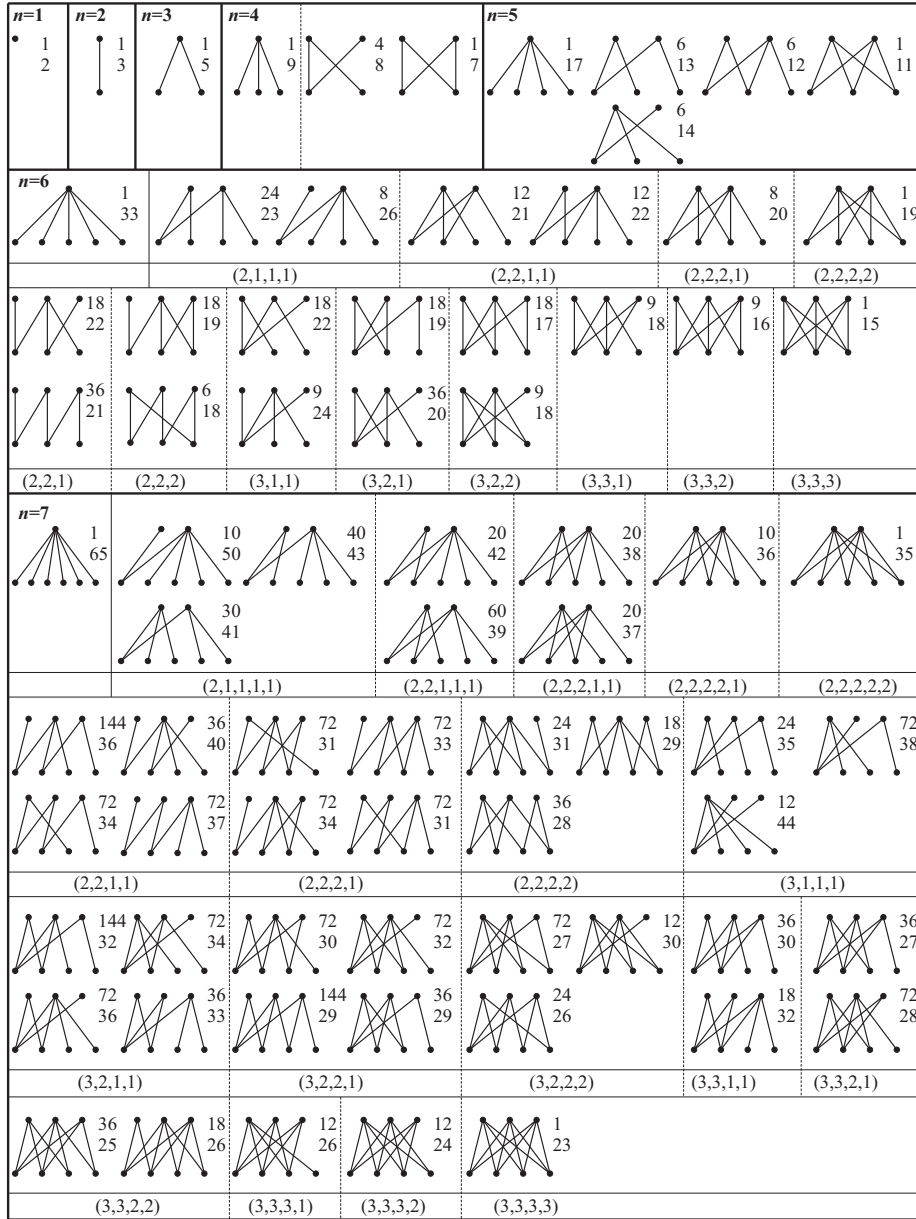 n=1 n=2 n=3 n=4 n=5
1 1 1 1 4 1 1 6 6 1
2 3 5 9 8 7 17 13 12 11
6
14
n=6
1 24 8 12 12 8 1
33 23 26 21 22 20 19
(2,1,1,1) (2,2,1,1) (2,2,2,1) (2,2,2,2)
18 18 18 18 18 9 9 1
22 19 22 19 17 18 16 15
36 6 9 36 9
21 18 24 20 18
(2,2,1) (2,2,2) (3,1,1) (3,2,1) (3,2,2) (3,3,1) (3,3,2) (3,3,3)
n=7
1 10 40 20 20 10 1
65 50 43 42 38 36 35
30 60 20
41 39 37
(2,1,1,1,1) (2,2,1,1,1) (2,2,2,1,1) (2,2,2,2,1) (2,2,2,2,2)
144 36 72 72 24 18 24 72
36 40 31 33 31 29 35 38
72 72 72 72 36 12
34 37 34 31 28 44
(2,2,1,1) (2,2,2,1) (2,2,2,2) (3,1,1,1)
144 72 72 72 72 12 36 36
32 34 30 32 27 30 30 27
72 36 144 36 24 18 72
36 33 29 29 26 32 28
(3,2,1,1) (3,2,2,1) (3,2,2,2) (3,3,1,1) (3,3,2,1)
36 18 12 12 1
25 26 26 24 23
(3,3,2,2) (3,3,3,1) (3,3,3,2) (3,3,3,3)